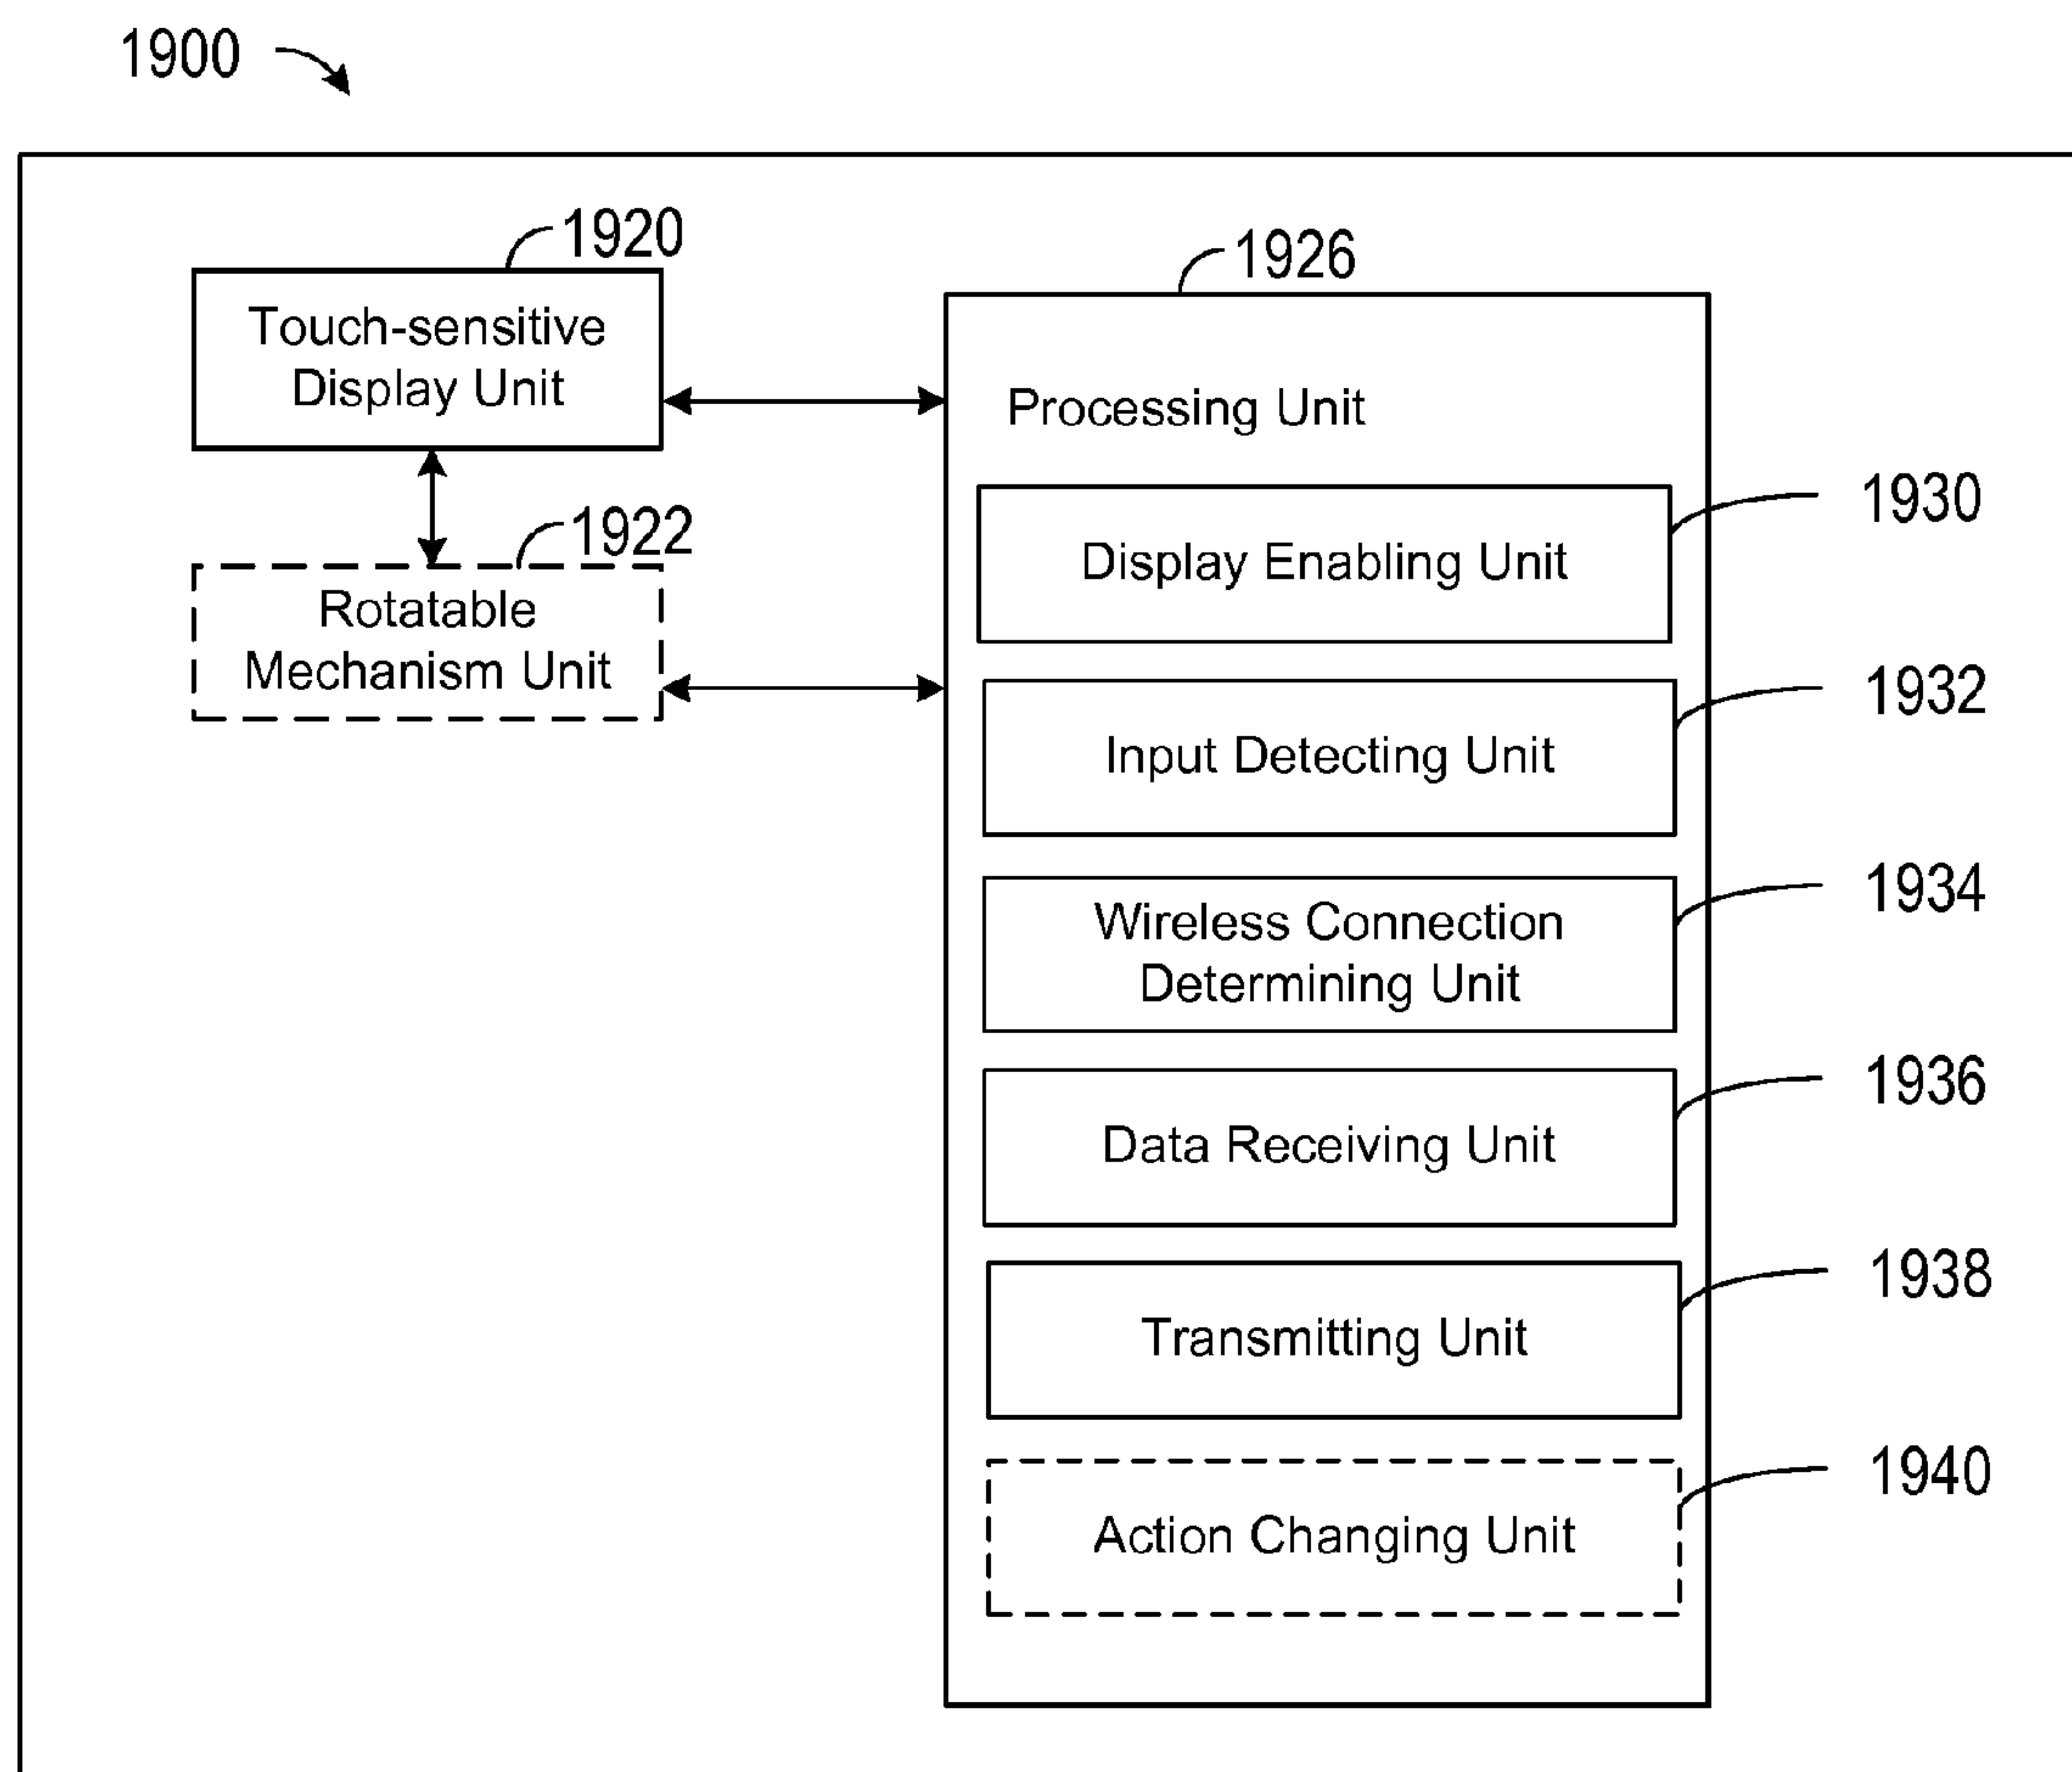 1900
1920
Touch-sensitive
Display Unit
1926
Processing Unit
1922
Rotatable
Mechanism Unit
1930
Display Enabling Unit
1932
Input Detecting Unit
1934
Wireless Connection
Determining Unit
1936
Data Receiving Unit
1938
Transmitting Unit
1940
Action Changing Unit